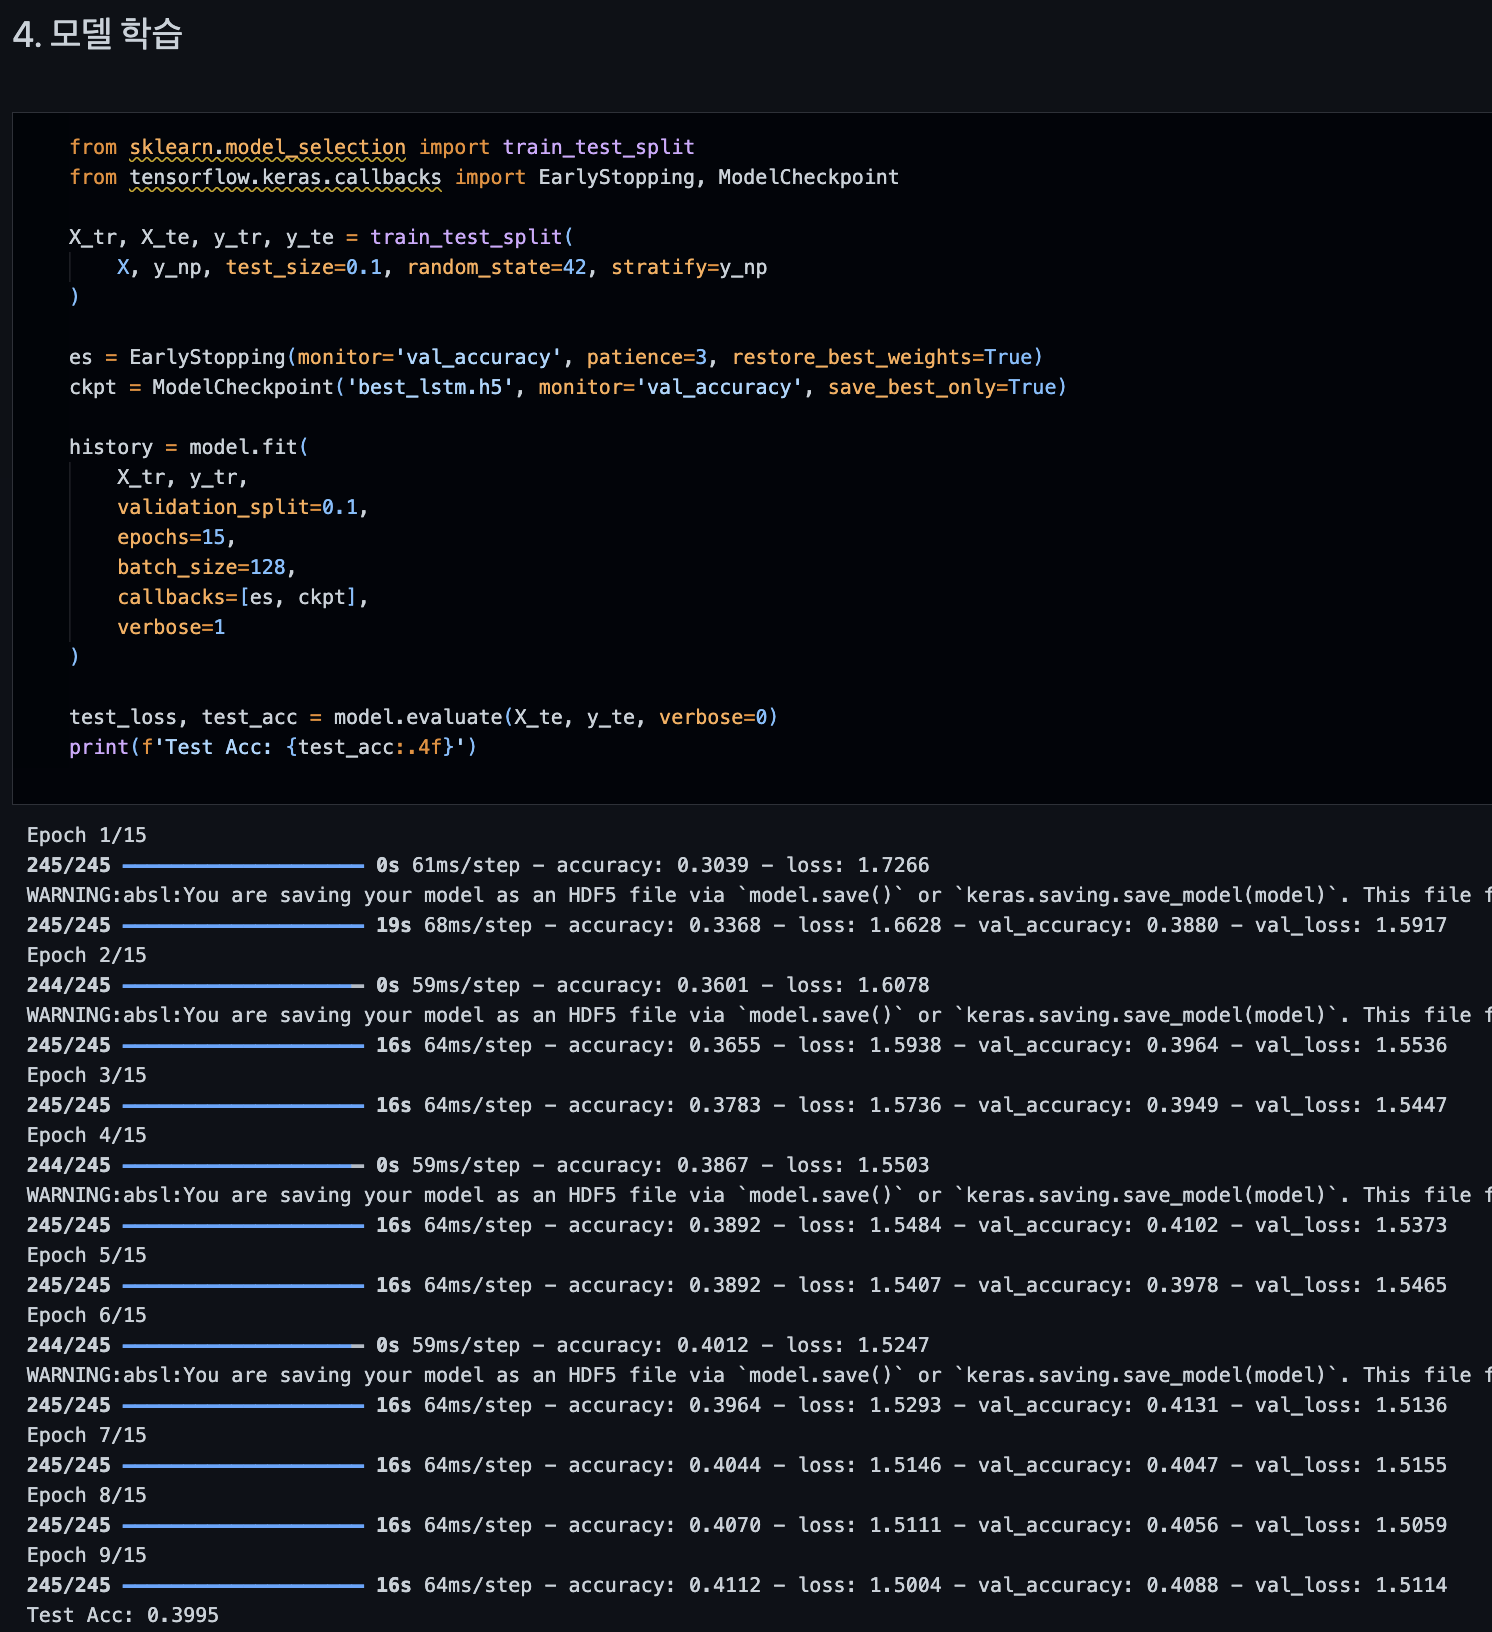 4. 모델 학습
from sklearn.model_selection import train_test_split
from tensorflow.keras.callbacks import EarlyStopping, ModelCheckpoint
X_tr, X_te, y_tr, y_te = train_test_split(
X, y_np, test_size=0.1, random_state=42, stratify=y_np
)
es = EarlyStopping(monitor='val_accuracy', patience=3, restore_best_weights=True)
ckpt = ModelCheckpoint('best_lstm.h5', monitor='val_accuracy', save_best_only=True)
history = model.fit(
X_tr, y_tr,
validation_split=0.1,
epochs=15,
batch_size=128,
callbacks=[es, ckpt],
verbose=1
)
test_loss, test_acc = model.evaluate(X_te, y_te, verbose=0)
print(f'Test Acc: {test_acc:.4f}')
Epoch 1/15
245/245 ━━━━━━━━━━━━━━━━━━━━ 0s 61ms/step - accuracy: 0.3039 - loss: 1.7266
WARNING:absl:You are saving your model as an HDF5 file via `model.save()` or `keras.saving.save_model(model)`. This file f
245/245 ━━━━━━━━━━━━━━━━━━━━ 19s 68ms/step - accuracy: 0.3368 - loss: 1.6628 - val_accuracy: 0.3880 - val_loss: 1.5917
Epoch 2/15
244/245 ━━━━━━━━━━━━━━━━━━━━ 0s 59ms/step - accuracy: 0.3601 - loss: 1.6078
WARNING:absl:You are saving your model as an HDF5 file via `model.save()` or `keras.saving.save_model(model)`. This file f
245/245 ━━━━━━━━━━━━━━━━━━━━ 16s 64ms/step - accuracy: 0.3655 - loss: 1.5938 - val_accuracy: 0.3964 - val_loss: 1.5536
Epoch 3/15
245/245 ━━━━━━━━━━━━━━━━━━━━ 16s 64ms/step - accuracy: 0.3783 - loss: 1.5736 - val_accuracy: 0.3949 - val_loss: 1.5447
Epoch 4/15
244/245 ━━━━━━━━━━━━━━━━━━━━ 0s 59ms/step - accuracy: 0.3867 - loss: 1.5503
WARNING:absl:You are saving your model as an HDF5 file via `model.save()` or `keras.saving.save_model(model)`. This file f
245/245 ━━━━━━━━━━━━━━━━━━━━ 16s 64ms/step - accuracy: 0.3892 - loss: 1.5484 - val_accuracy: 0.4102 - val_loss: 1.5373
Epoch 5/15
245/245 ━━━━━━━━━━━━━━━━━━━━ 16s 64ms/step - accuracy: 0.3892 - loss: 1.5407 - val_accuracy: 0.3978 - val_loss: 1.5465
Epoch 6/15
244/245 ━━━━━━━━━━━━━━━━━━━━ 0s 59ms/step - accuracy: 0.4012 - loss: 1.5247
WARNING:absl:You are saving your model as an HDF5 file via `model.save()` or `keras.saving.save_model(model)`. This file f
245/245 ━━━━━━━━━━━━━━━━━━━━ 16s 64ms/step - accuracy: 0.3964 - loss: 1.5293 - val_accuracy: 0.4131 - val_loss: 1.5136
Epoch 7/15
245/245 ━━━━━━━━━━━━━━━━━━━━ 16s 64ms/step - accuracy: 0.4044 - loss: 1.5146 - val_accuracy: 0.4047 - val_loss: 1.5155
Epoch 8/15
245/245 ━━━━━━━━━━━━━━━━━━━━ 16s 64ms/step - accuracy: 0.4070 - loss: 1.5111 - val_accuracy: 0.4056 - val_loss: 1.5059
Epoch 9/15
245/245 ━━━━━━━━━━━━━━━━━━━━ 16s 64ms/step - accuracy: 0.4112 - loss: 1.5004 - val_accuracy: 0.4088 - val_loss: 1.5114
Test Acc: 0.3995